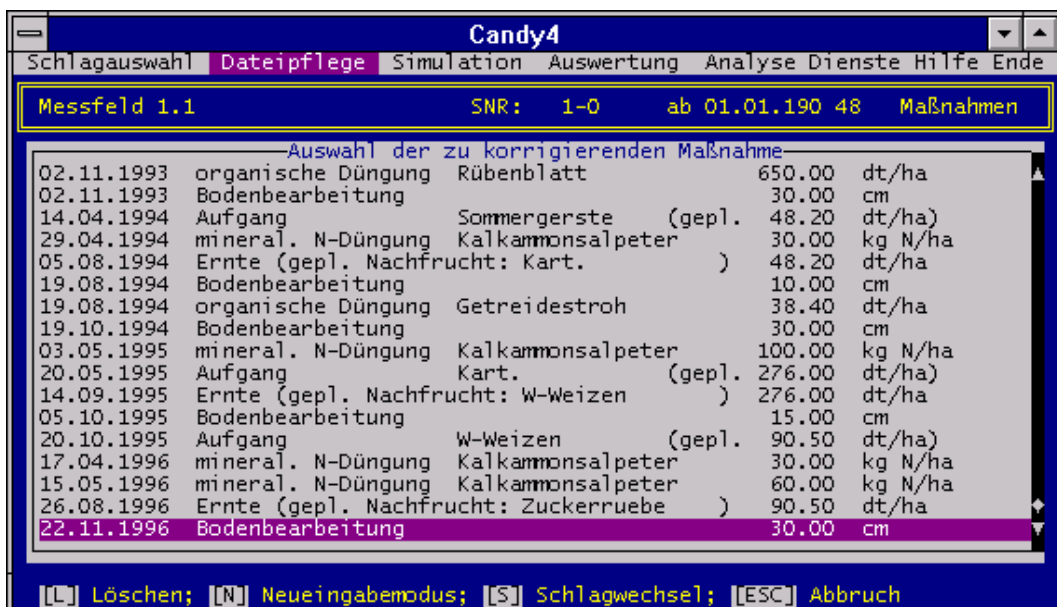 Candy4
Schlagauswahl Dateipflege Simulation Auswertung Analyse Dienste Hilfe Ende
Messfeld 1.1 SNR: 1-0 ab 01.01.190 48 Maßnahmen
Auswahl der zu korrigierenden Maßnahme
02.11.1993 organische Düngung Rübenblatt 650.00 dt/ha
02.11.1993 Bodenbearbeitung 30.00 cm
14.04.1994 Aufgang Sommergerste (gepl. 48.20 dt/ha)
29.04.1994 mineral. N-Düngung Kalkammonsalpeter 30.00 kg N/ha
05.08.1994 Ernte (gepl. Nachfrucht: Kart. ) 48.20 dt/ha
19.08.1994 Bodenbearbeitung 10.00 cm
19.08.1994 organische Düngung Getreidestroh 38.40 dt/ha
19.10.1994 Bodenbearbeitung 30.00 cm
03.05.1995 mineral. N-Düngung Kalkammonsalpeter 100.00 kg N/ha
20.05.1995 Aufgang Kart. (gepl. 276.00 dt/ha)
14.09.1995 Ernte (gepl. Nachfrucht: W-Weizen ) 276.00 dt/ha
05.10.1995 Bodenbearbeitung 15.00 cm
20.10.1995 Aufgang W-Weizen (gepl. 90.50 dt/ha)
17.04.1996 mineral. N-Düngung Kalkammonsalpeter 30.00 kg N/ha
15.05.1996 mineral. N-Düngung Kalkammonsalpeter 60.00 kg N/ha
26.08.1996 Ernte (gepl. Nachfrucht: Zuckerruebe ) 90.50 dt/ha
22.11.1996 Bodenbearbeitung 30.00 cm
[L] Löschen; [N] Neueingabemodus; [S] Schlagwechsel; [ESC] Abbruch